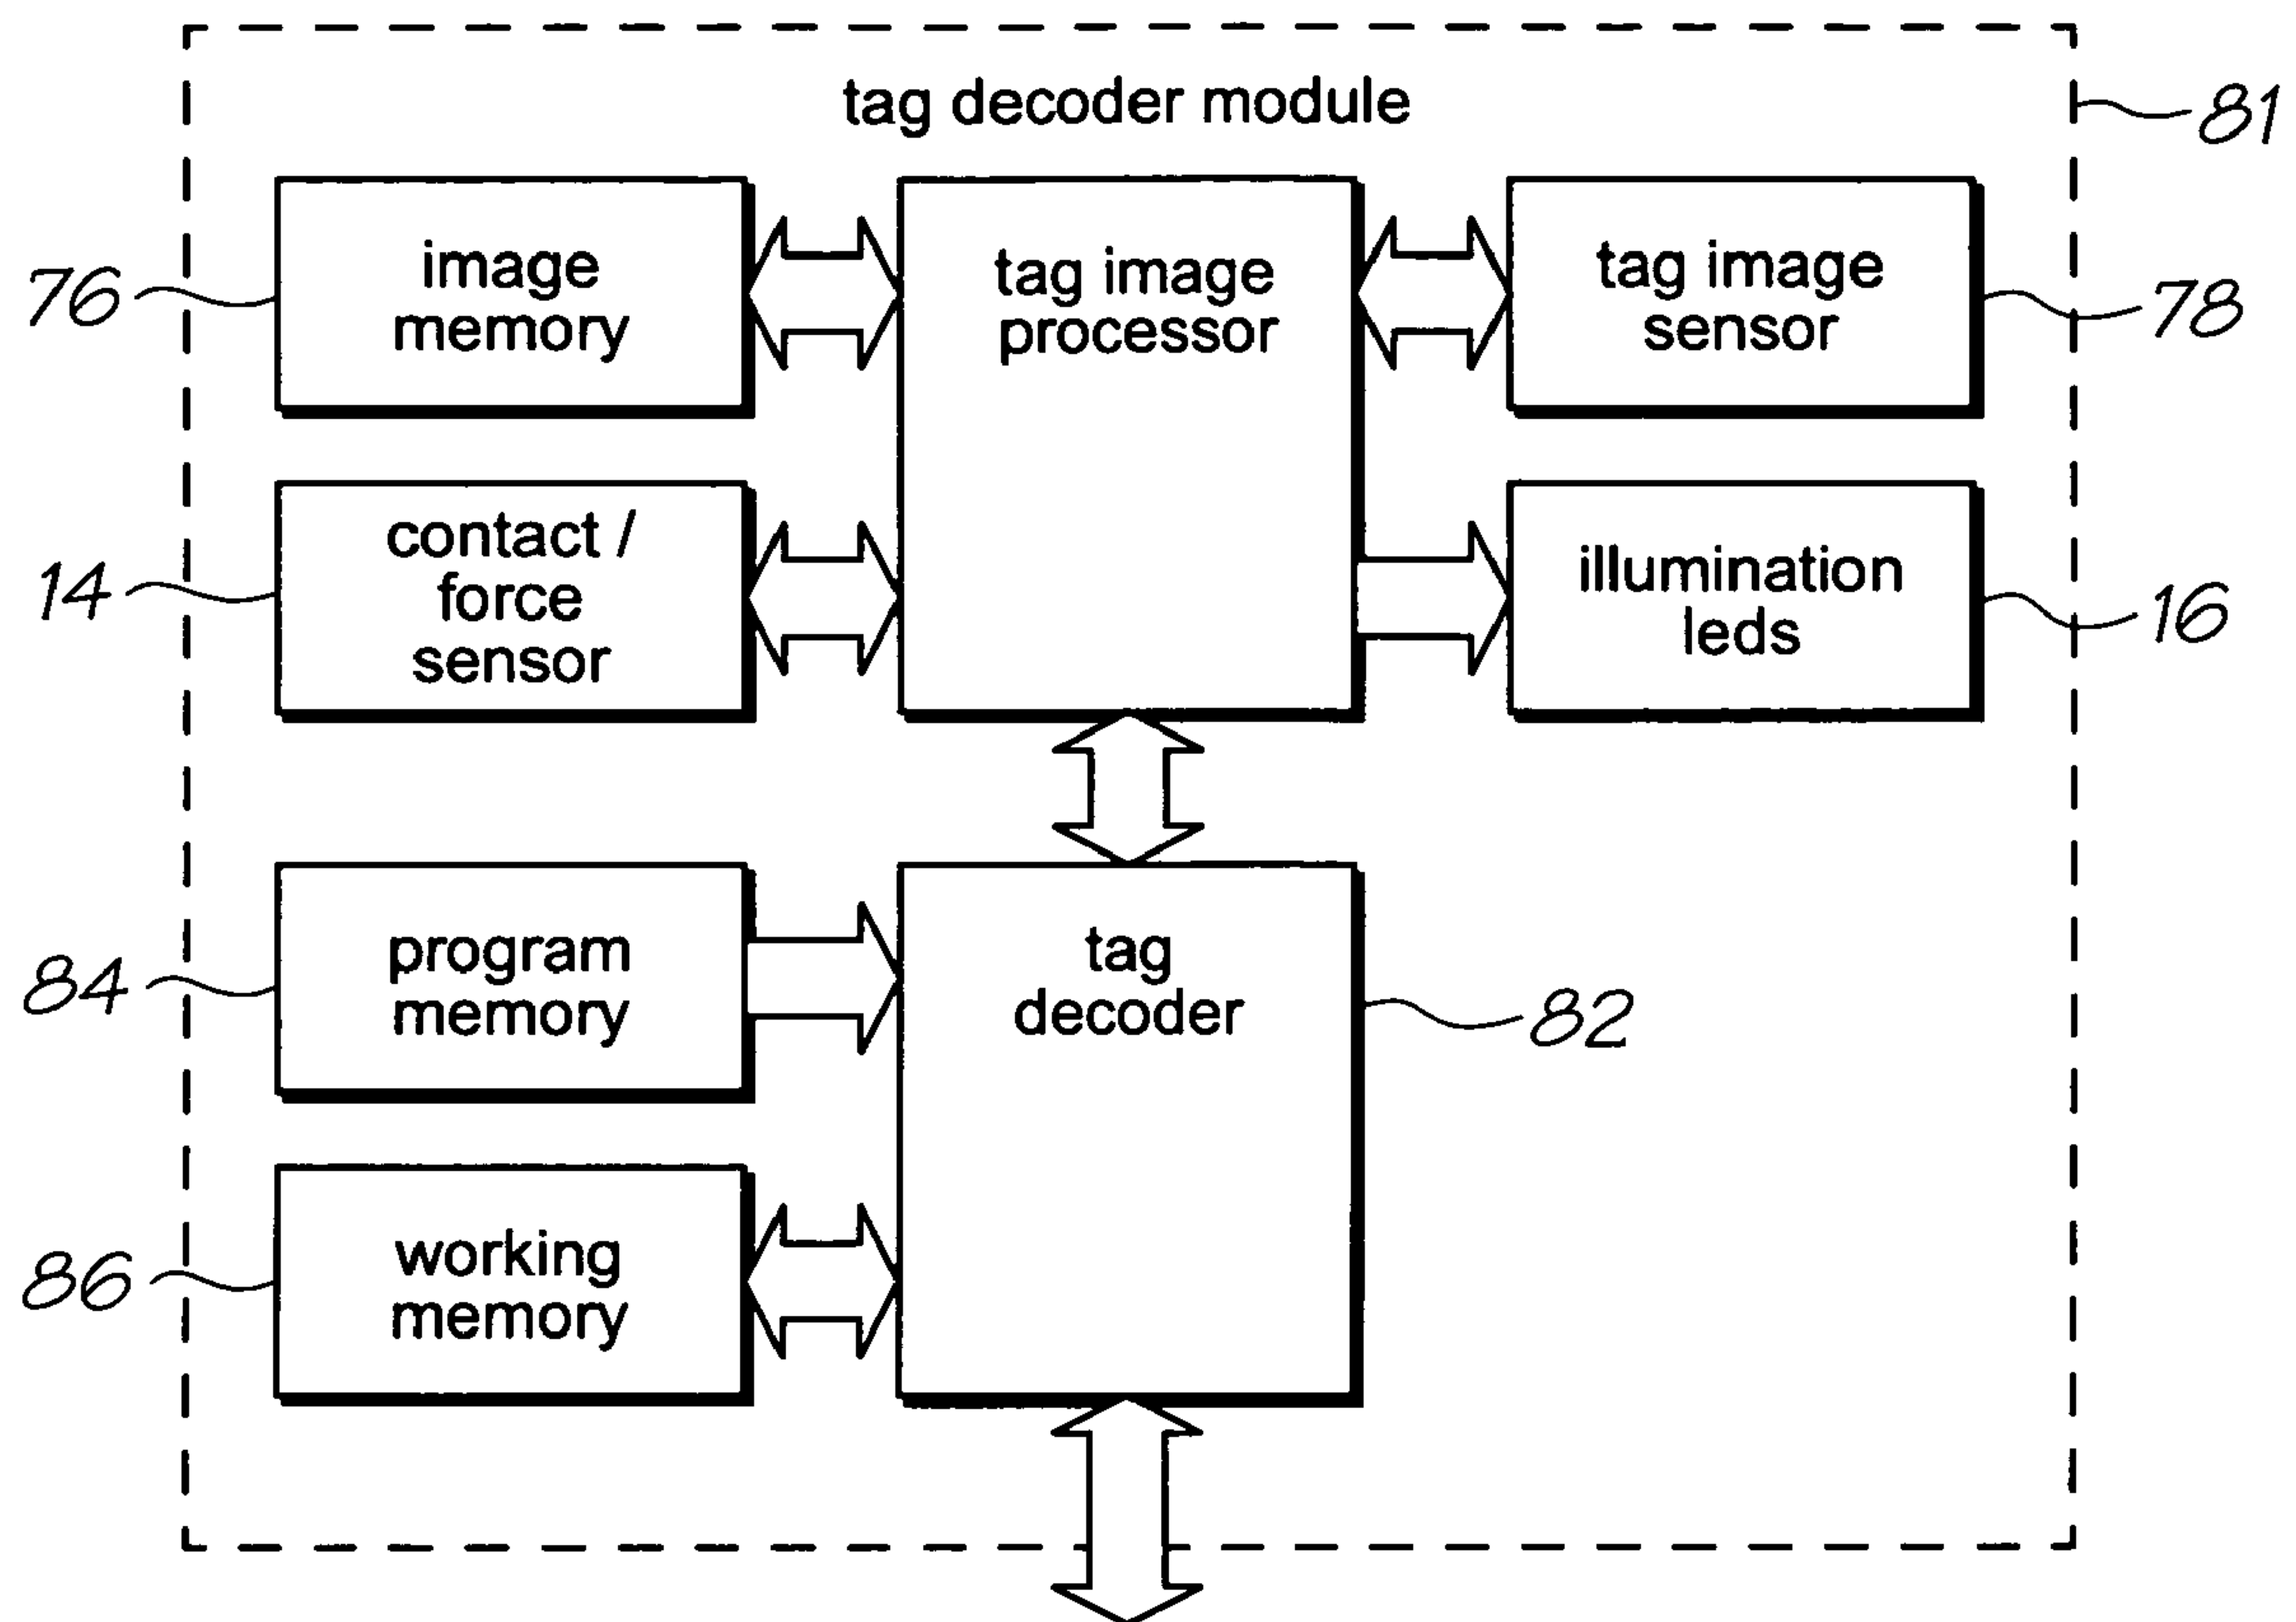 tag decoder module
81
76
image
memory
tag image
processor
tag image
sensor
78
14
contact /
force
sensor
illumination
leds
16
84
program
memory
tag
decoder
82
86
working
memory